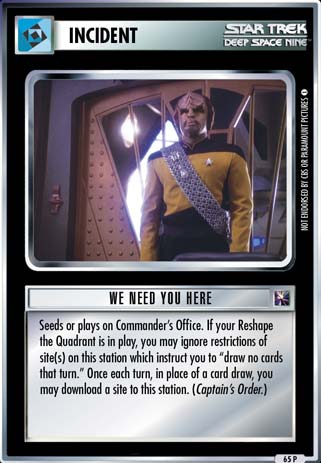 INCIDENT
STAR TREK
DEEP SPACE NINE
NOT ENDORSED BY CBS OR PARAMOUNT PICTURES
WE NEED YOU HERE
Seeds or plays on Commander's Office. If your Reshape
the Quadrant is in play, you may ignore restrictions of
site(s) on this station which instruct you to "draw no cards
that turn." Once each turn, in place of a card draw, you
may download a site to this station. (Captain's Order.)
65 P